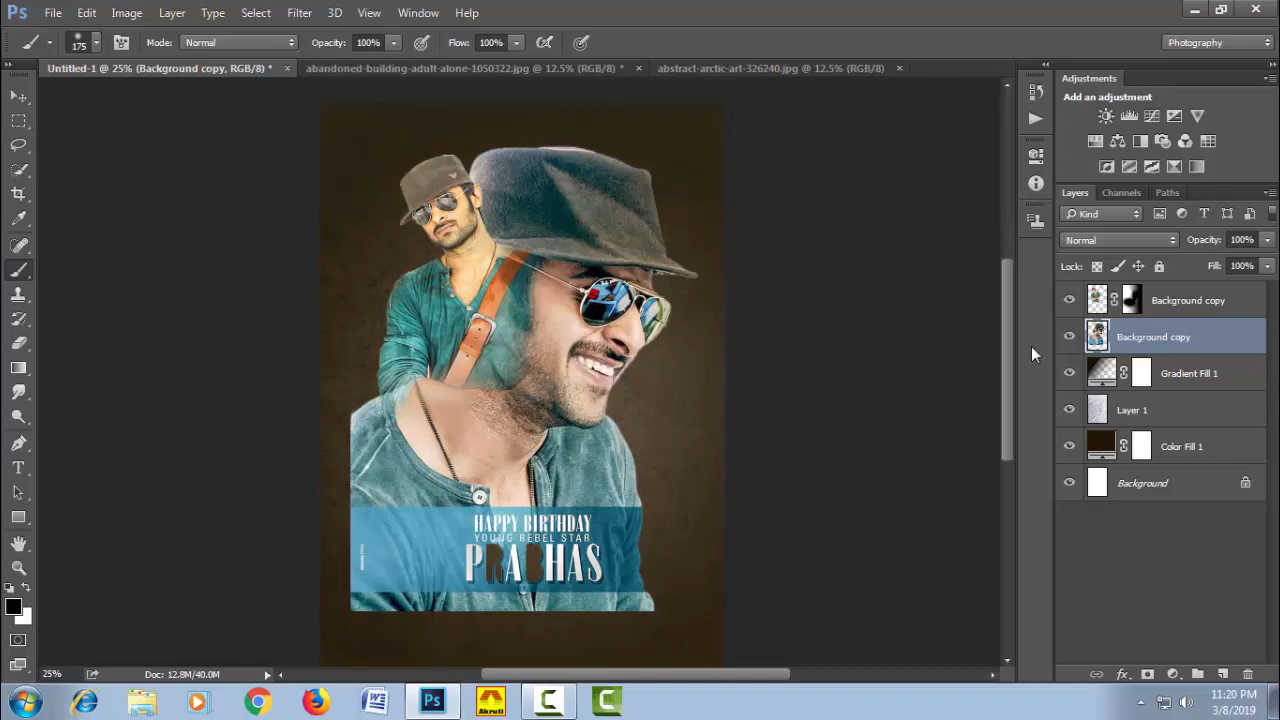 Ps File Edit Image Layer Type Select Filter 3D View Window Help
175 Mode: Normal Opacity: 100% Flow: 100% Photography
Untitled-1 @ 25% (Background copy, RGB/8) * × abandoned-building-adult-alone-1050322.jpg @ 12.5% (RGB/8) * × abstract-arctic-art-326240.jpg @ 12.5% (RGB/8) ×
Adjustments
Add an adjustment
Layers Channels Paths
Kind
Normal Opacity: 100%
Lock: Fill: 100%
Background copy
Background copy
Gradient Fill 1
Layer 1
Color Fill 1
Background
HAPPY BIRTHDAY
YOUNG REBEL STAR
PRABHAS
25% Doc: 12.8M/40.0M
Ps Akruti
11:20 PM
3/8/2019